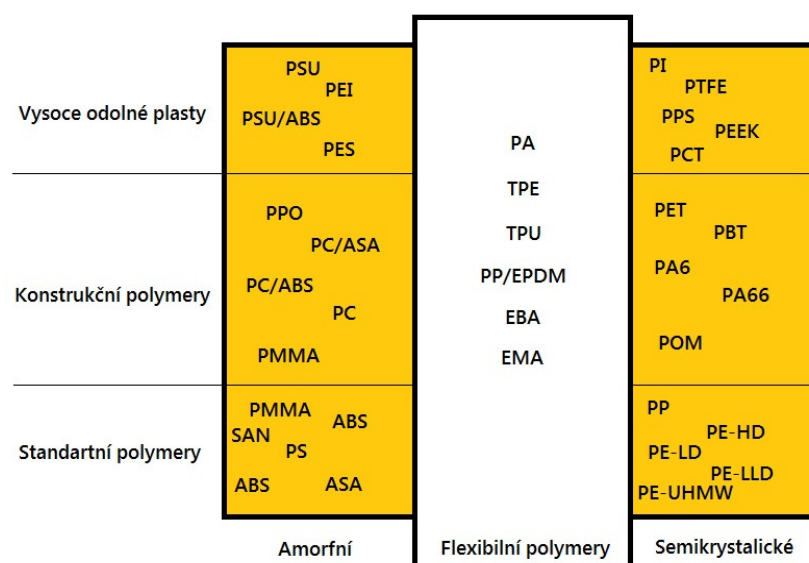 Vysoce odolné plasty
PSU
PEI
PSU/ABS
PES
Konstrukční polymery
PPO
PC/ASA
PC/ABS
PC
PMMA
Standartní polymery
PMMA
ABS
SAN
PS
ABS
ASA
Amorfní
PA
TPE
TPU
PP/EPDM
EBA
EMA
Flexibilní polymery
PI
PTFE
PPS
PEEK
PCT
PET
PBT
PA6
PA66
POM
PP
PE-HD
PE-LD
PE-LLD
PE-UHMW
Semikrystalické